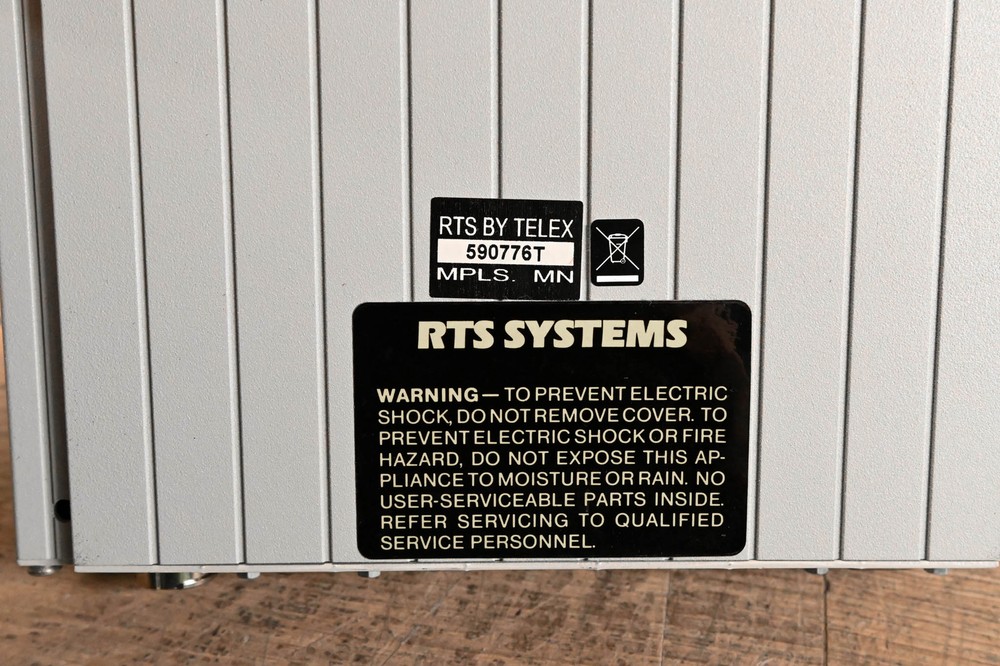 RTS BY TELEX
590776T
MPLS. MN
RTS SYSTEMS
WARNING — TO PREVENT ELECTRIC
SHOCK, DO NOT REMOVE COVER. TO
PREVENT ELECTRIC SHOCK OR FIRE
HAZARD, DO NOT EXPOSE THIS AP-
PLIANCE TO MOISTURE OR RAIN. NO
USER-SERVICEABLE PARTS INSIDE.
REFER SERVICING TO QUALIFIED
SERVICE PERSONNEL.